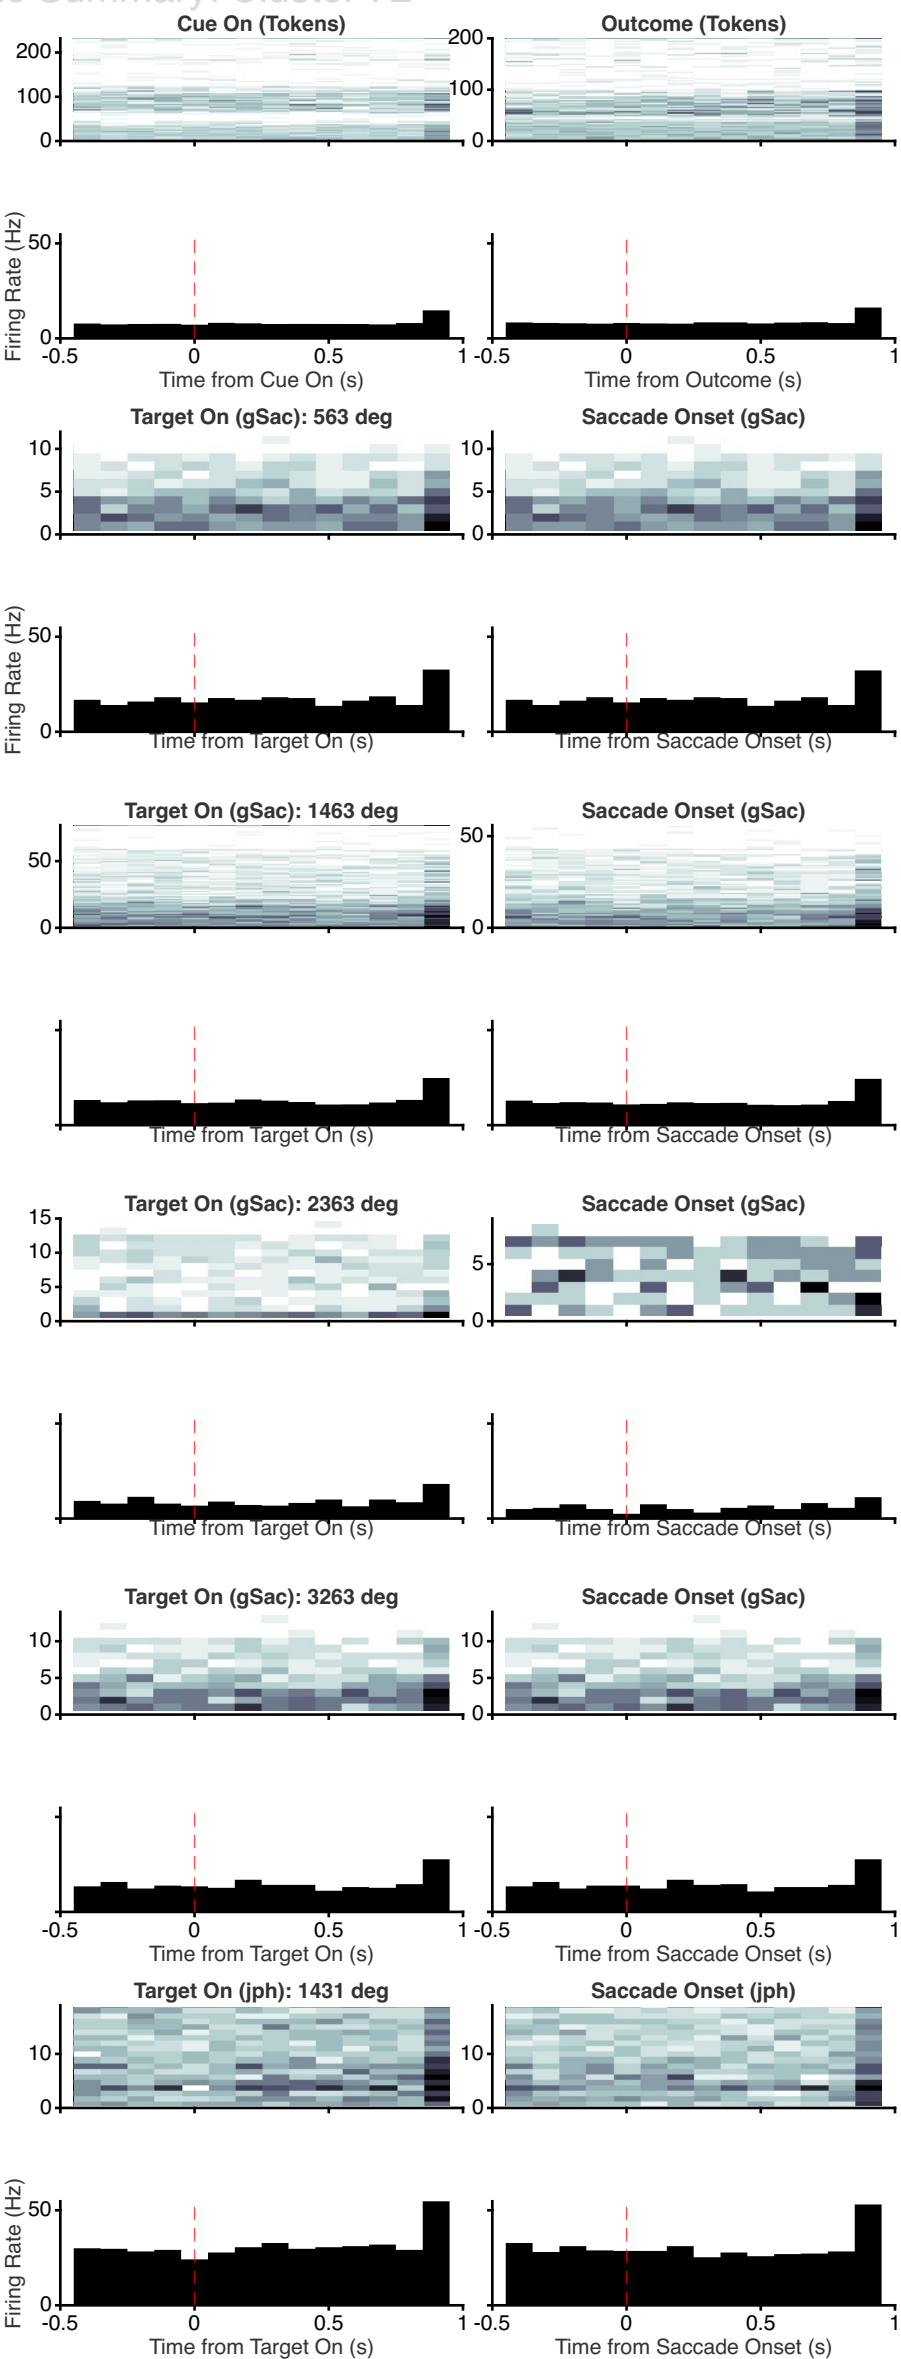 Summary: Cluster 72
Cue On (Tokens) Outcome (Tokens)
200 200
100 100
0 0
Firing Rate (Hz)
50
0
-0.5 0 0.5 1 -0.5 0 0.5 1
Time from Cue On (s) Time from Outcome (s)
Target On (gSac): 563 deg Saccade Onset (gSac)
10 10
5 5
0 0
Firing Rate (Hz)
50
0
Time from Target On (s) Time from Saccade Onset (s)
Target On (gSac): 1463 deg Saccade Onset (gSac)
50 50
0 0
Time from Target On (s) Time from Saccade Onset (s)
Target On (gSac): 2363 deg Saccade Onset (gSac)
15
10
5 5
0 0
Time from Target On (s) Time from Saccade Onset (s)
Target On (gSac): 3263 deg Saccade Onset (gSac)
10 10
5 5
0 0
-0.5 0 0.5 1 -0.5 0 0.5 1
Time from Target On (s) Time from Saccade Onset (s)
Target On (jph): 1431 deg Saccade Onset (jph)
10 10
0 0
Firing Rate (Hz)
50
0
-0.5 0 0.5 1 -0.5 0 0.5 1
Time from Target On (s) Time from Saccade Onset (s)